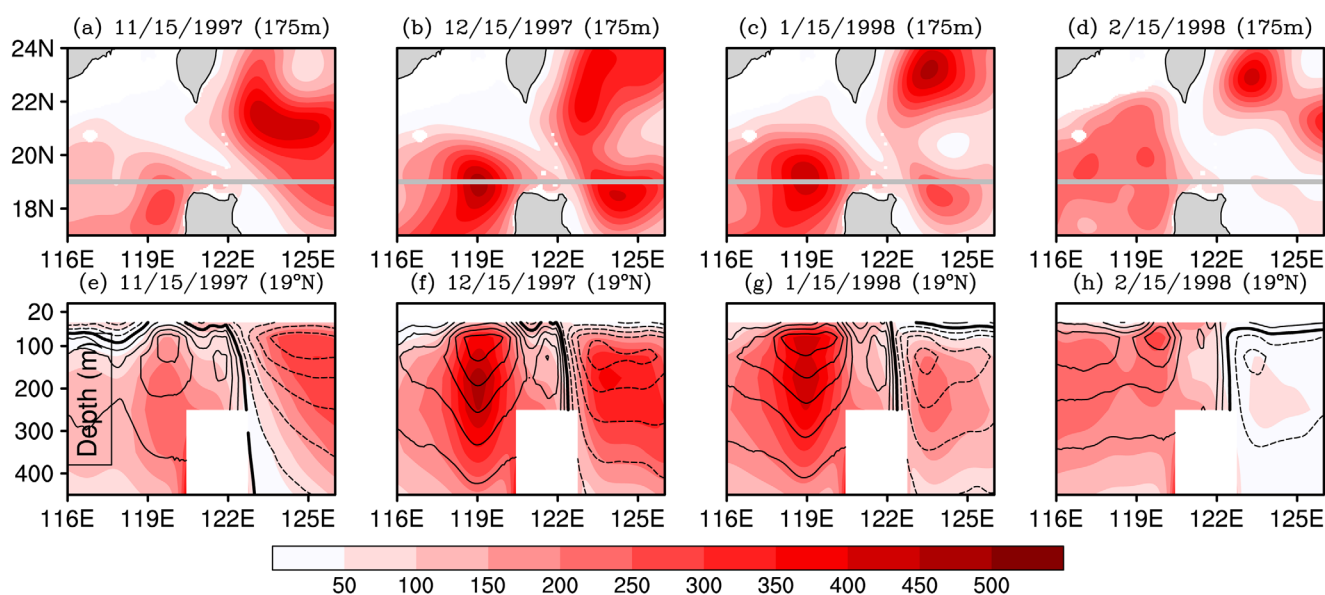 (a) 11/15/1997 (175m) (b) 12/15/1997 (175m) (c) 1/15/1998 (175m) (d) 2/15/1998 (175m)
24N
22N
20N
18N
116E 119E 122E 125E 116E 119E 122E 125E 116E 119E 122E 125E 116E 119E 122E 125E
(e) 11/15/1997 (19°N) (f) 12/15/1997 (19°N) (g) 1/15/1998 (19°N) (h) 2/15/1998 (19°N)
20
100
200
300
400
Depth (m)
116E 119E 122E 125E 116E 119E 122E 125E 116E 119E 122E 125E 116E 119E 122E 125E
50 100 150 200 250 300 350 400 450 500